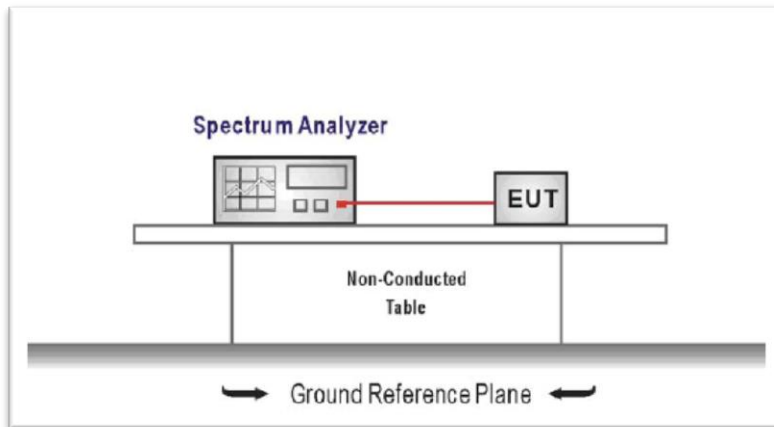 Spectrum Analyzer
EUT
Non-Conducted
Table
Ground Reference Plane